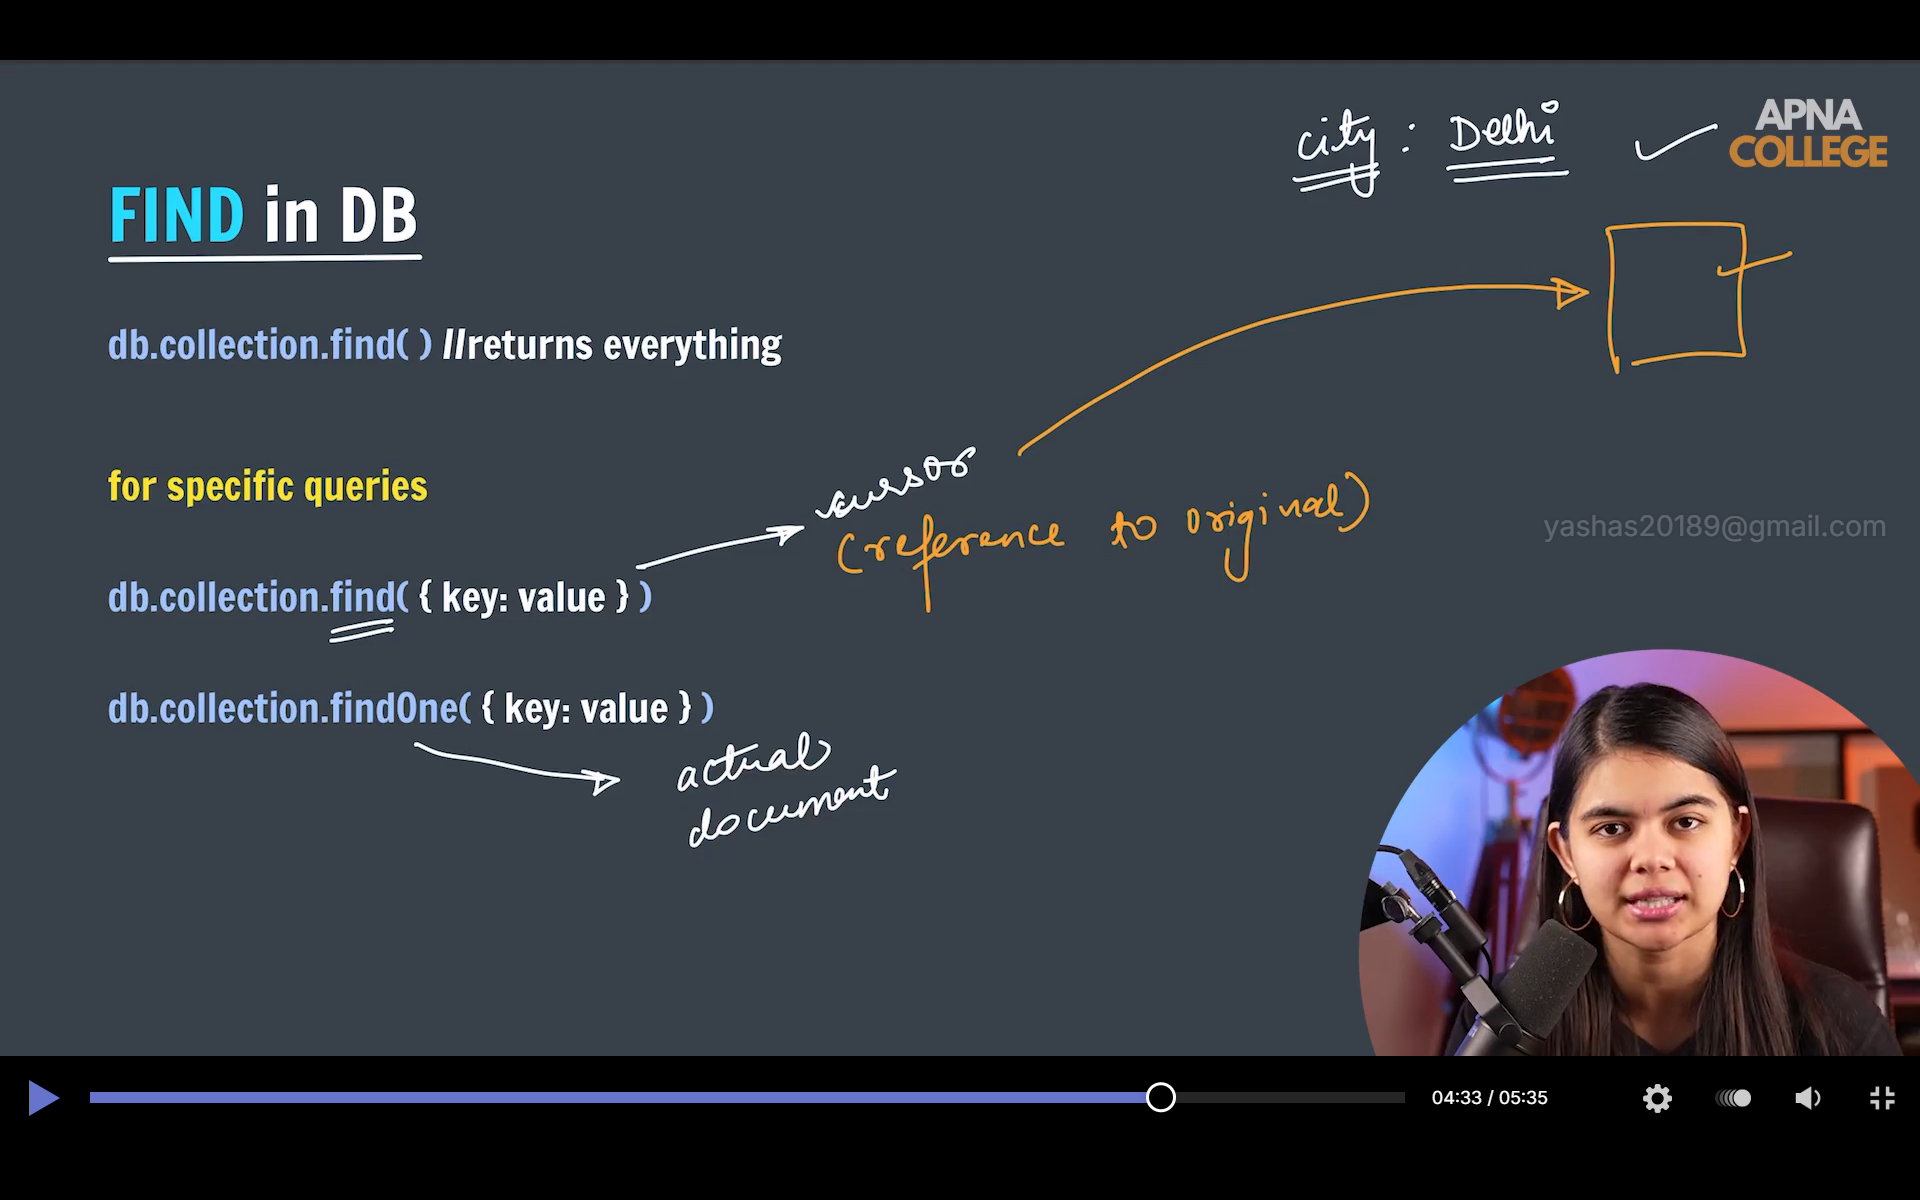 city : Delhi
APNA
COLLEGE
FIND in DB
db.collection.find( ) //returns everything
for specific queries
cursor
(reference to original)
yashas20189@gmail.com
db.collection.find( { key: value } )
db.collection.findOne( { key: value } )
actual
document
04:33 / 05:35